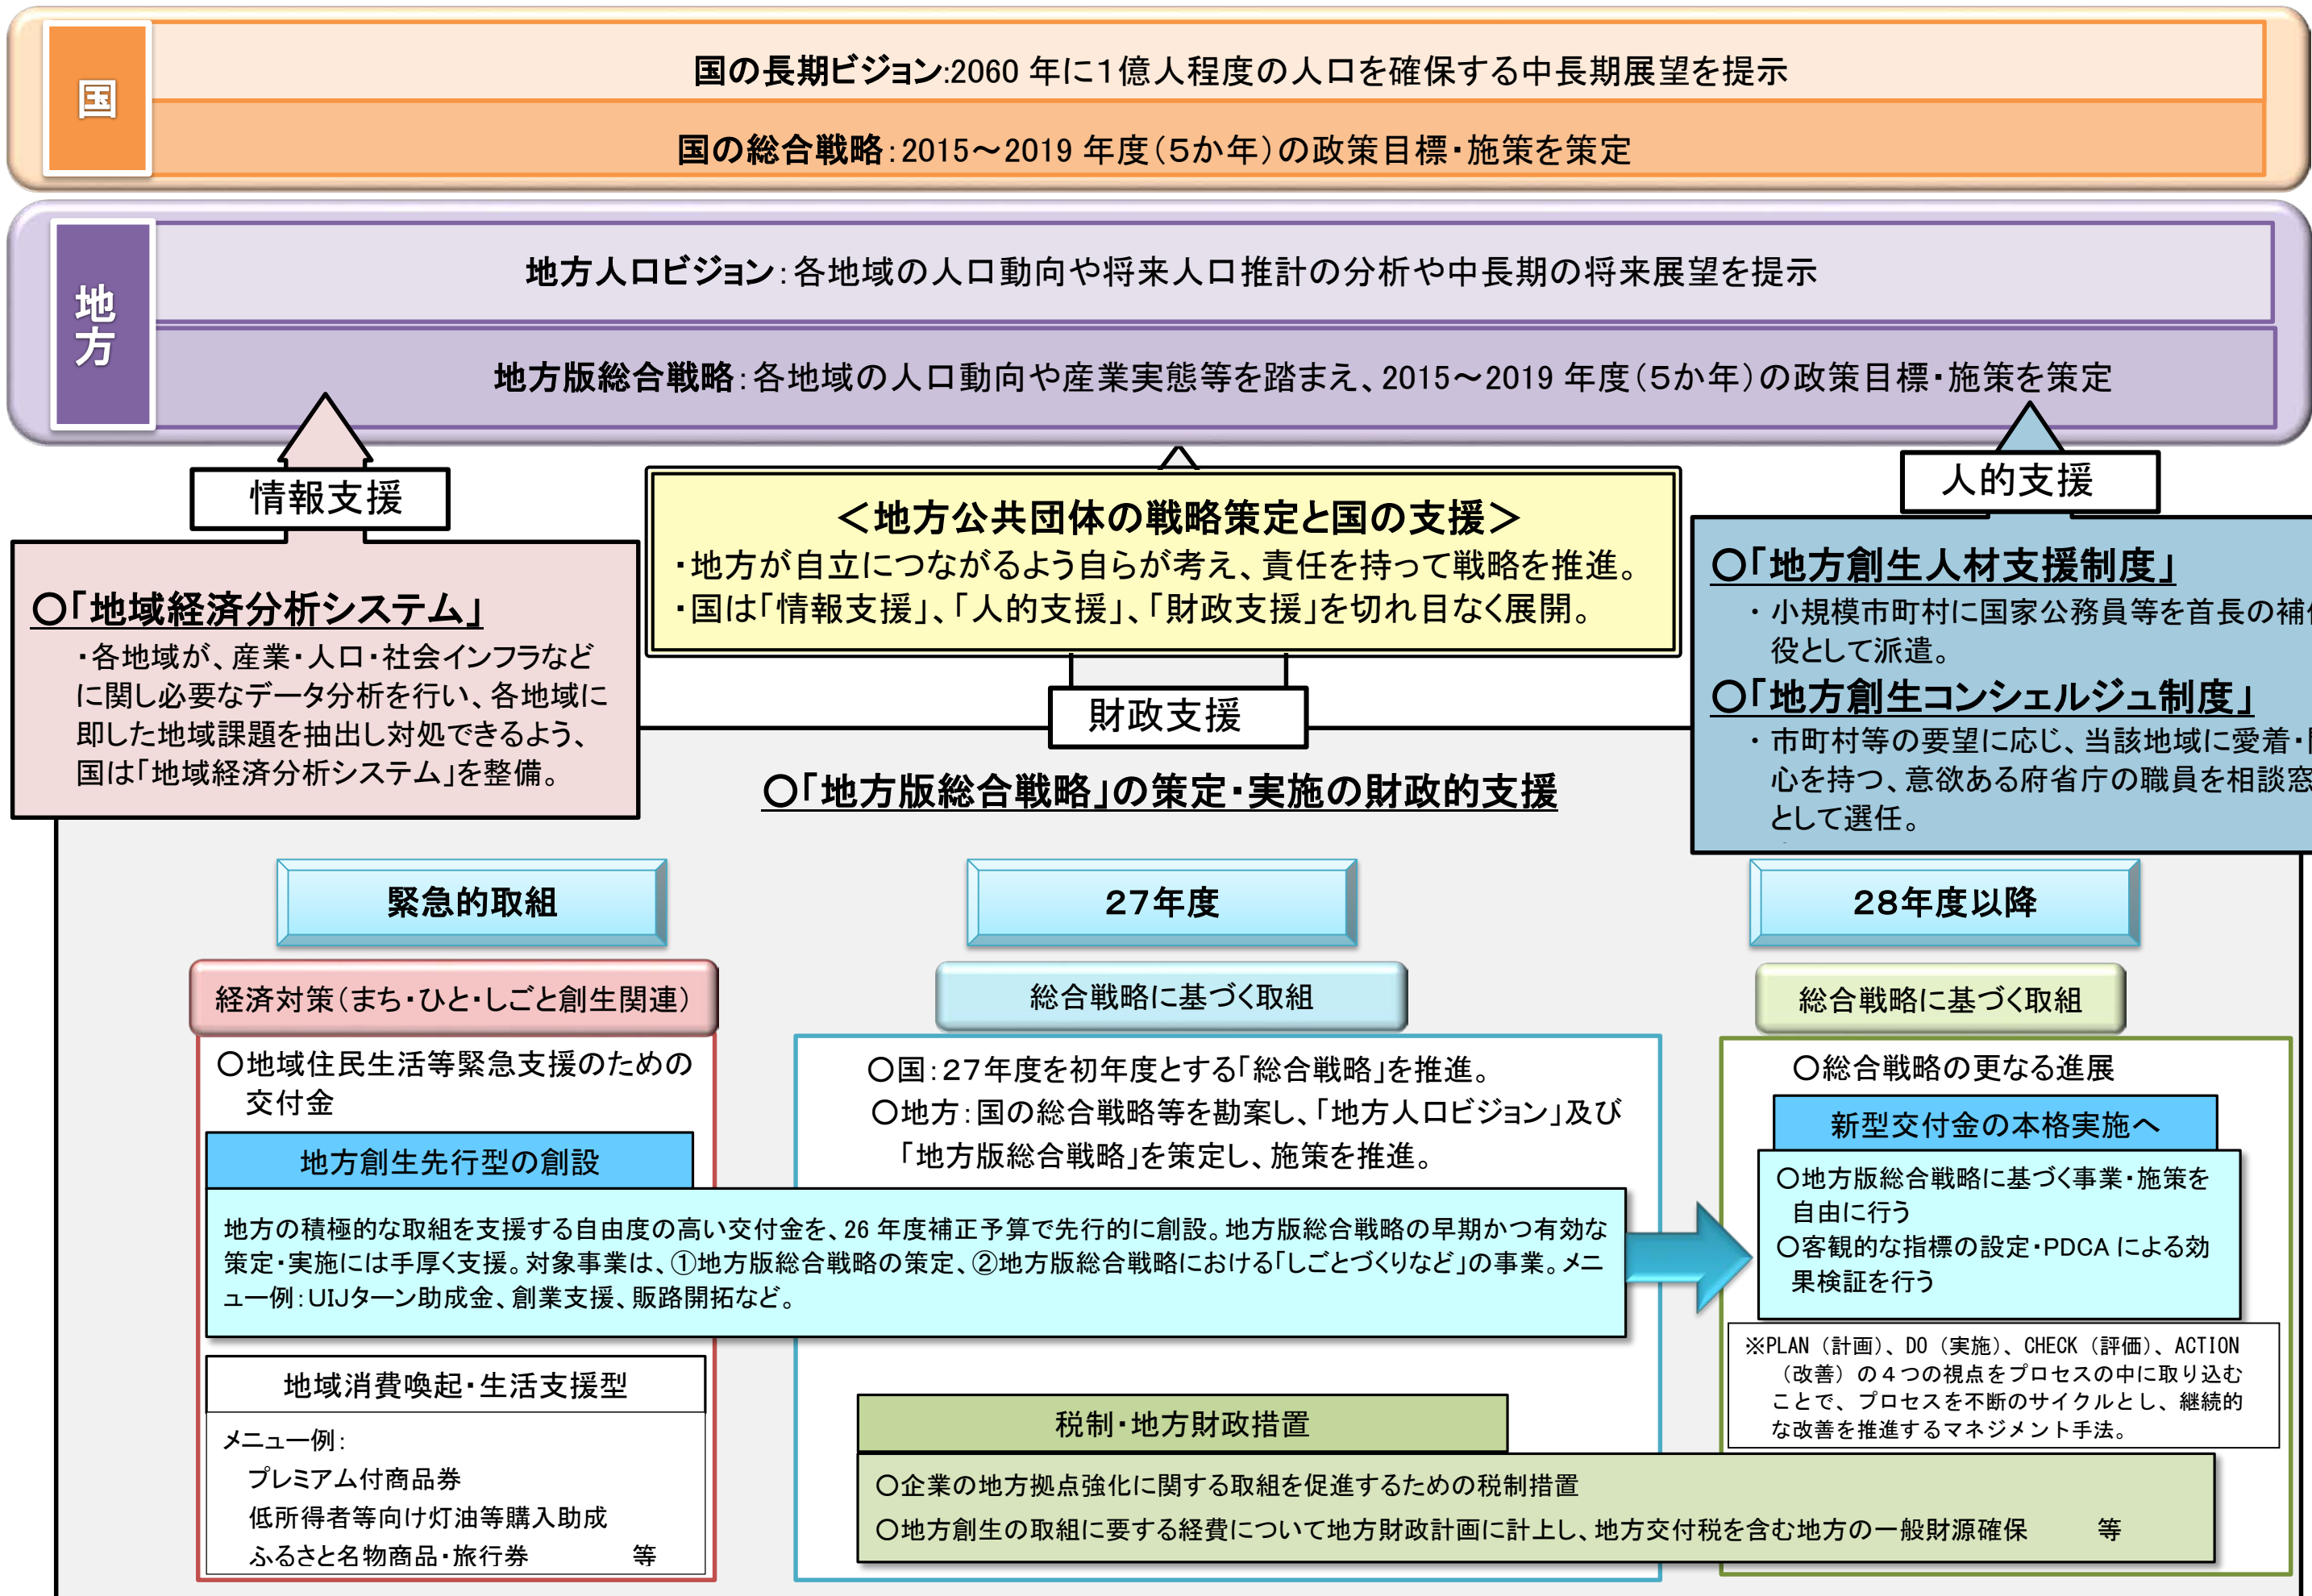 国
国の長期ビジョン:2060 年に1億人程度の人口を確保する中長期展望を提示
国の総合戦略:2015～2019 年度(5か年)の政策目標・施策を策定
地方
地方人口ビジョン:各地域の人口動向や将来人口推計の分析や中長期の将来展望を提示
地方版総合戦略:各地域の人口動向や産業実態等を踏まえ、2015～2019 年度(5か年)の政策目標・施策を策定
情報支援
○「地域経済分析システム」
・各地域が、産業・人口・社会インフラなど
に関し必要なデータ分析を行い、各地域に
即した地域課題を抽出し対処できるよう、
国は「地域経済分析システム」を整備。
＜地方公共団体の戦略策定と国の支援＞
・地方が自立につながるよう自らが考え、責任を持って戦略を推進。
・国は「情報支援」、「人的支援」、「財政支援」を切れ目なく展開。
人的支援
○「地方創生人材支援制度」
・小規模市町村に国家公務員等を首長の補
役として派遣。
○「地方創生コンシェルジュ制度」
・市町村等の要望に応じ、当該地域に愛着・
心を持つ、意欲ある府省庁の職員を相談窓
として選任。
財政支援
○「地方版総合戦略」の策定・実施の財政的支援
緊急的取組
経済対策(まち・ひと・しごと創生関連)
○地域住民生活等緊急支援のための
交付金
地方創生先行型の創設
27年度
総合戦略に基づく取組
○国:27年度を初年度とする「総合戦略」を推進。
○地方:国の総合戦略等を勘案し、「地方人口ビジョン」及び
「地方版総合戦略」を策定し、施策を推進。
地方の積極的な取組を支援する自由度の高い交付金を、26 年度補正予算で先行的に創設。地方版総合戦略の早期かつ有効な
策定・実施には手厚く支援。対象事業は、①地方版総合戦略の策定、②地方版総合戦略における「しごとづくりなど」の事業。メニ
ュー例:UIJターン助成金、創業支援、販路開拓など。
地域消費喚起・生活支援型
メニュー例:
プレミアム付商品券
低所得者等向け灯油等購入助成
ふるさと名物商品・旅行券 等
28年度以降
総合戦略に基づく取組
○総合戦略の更なる進展
新型交付金の本格実施へ
○地方版総合戦略に基づく事業・施策を
自由に行う
○客観的な指標の設定・PDCA による効
果検証を行う
※PLAN（計画）、DO（実施）、CHECK（評価）、ACTION
（改善）の４つの視点をプロセスの中に取り込む
ことで、プロセスを不断のサイクルとし、継続的
な改善を推進するマネジメント手法。
税制・地方財政措置
○企業の地方拠点強化に関する取組を促進するための税制措置
○地方創生の取組に要する経費について地方財政計画に計上し、地方交付税を含む地方の一般財源確保 等